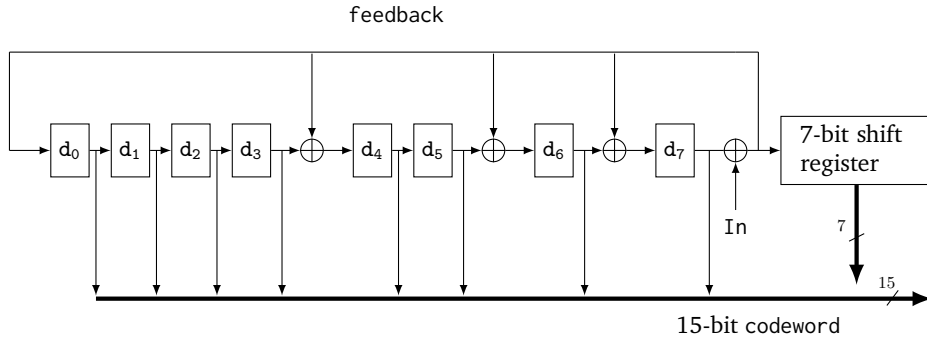 feedback
d0 d1 d2 d3 d4 d5 d6 d7
7-bit shift
register
In
7
15
15-bit codeword